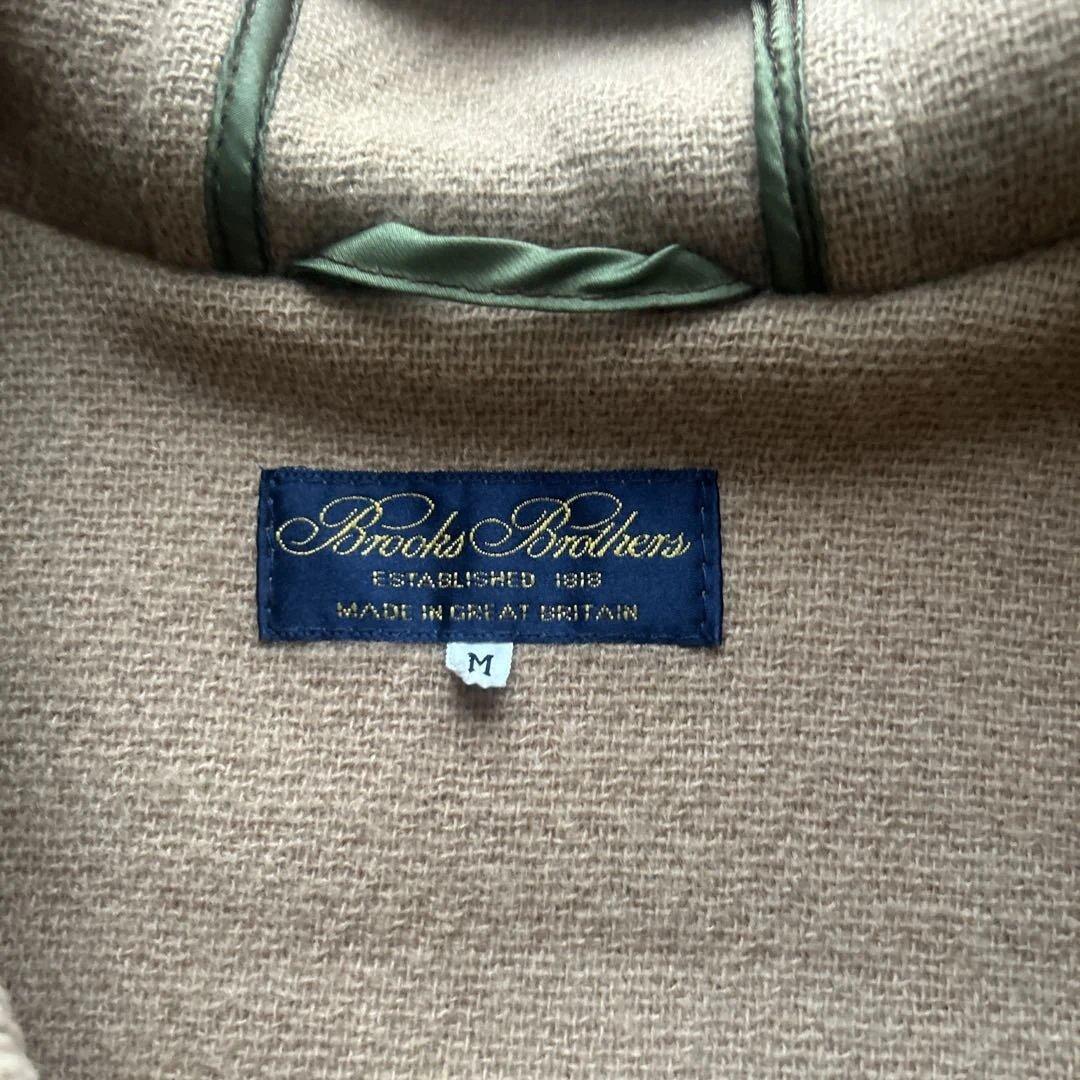 Brooks Brothers
ESTABLISHED 1818
MADE IN GREAT BRITAIN
M